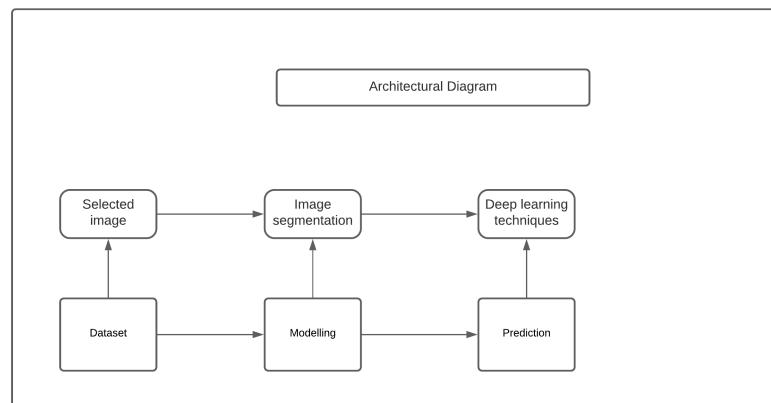 Architectural Diagram
Selected
image
Image
segmentation
Deep learning
techniques
Dataset
Modelling
Prediction